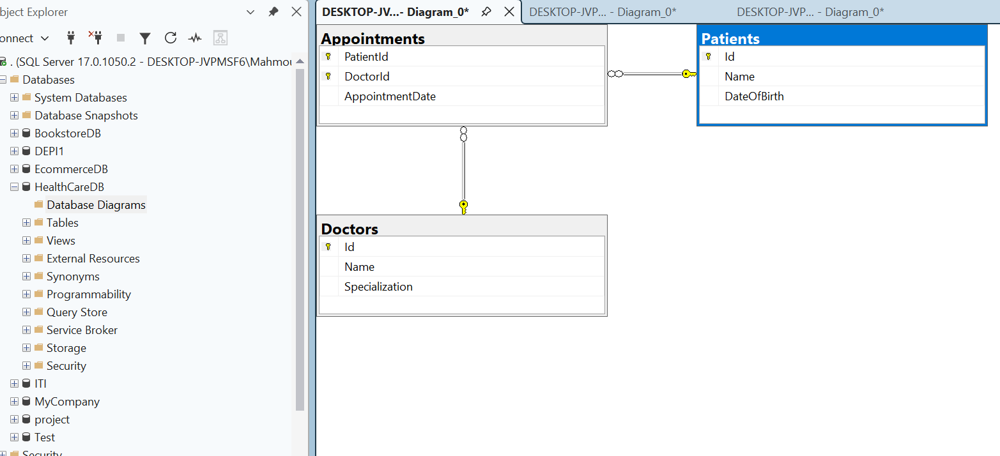 bject Explorer
onnect
. (SQL Server 17.0.1050.2 - DESKTOP-JVPMSF6\Mahmou
Databases
System Databases
Database Snapshots
BookstoreDB
DEPI1
EcommerceDB
HealthCareDB
Database Diagrams
Tables
Views
External Resources
Synonyms
Programmability
Query Store
Service Broker
Storage
Security
ITI
MyCompany
project
Test
Security
DESKTOP-JV...- Diagram_0*
DESKTOP-JVP... - Diagram_0*
DESKTOP-JVP... - Diagram_0*
Appointments
PatientId
DoctorId
AppointmentDate
Patients
Id
Name
DateOfBirth
Doctors
Id
Name
Specialization